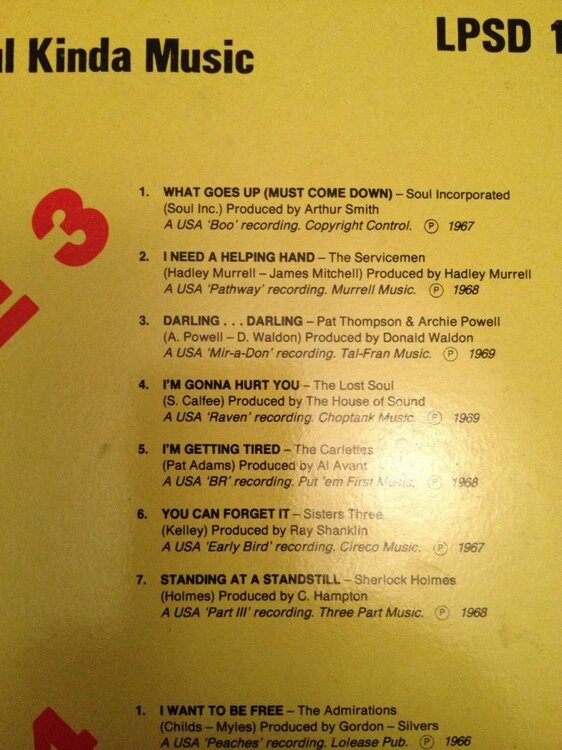 Kinda Music
LPSD
3
1. WHAT GOES UP (MUST COME DOWN) – Soul Incorporated
(Soul Inc.) Produced by Arthur Smith
A USA 'Boo' recording. Copyright Control. Ⓟ 1967
2. I NEED A HELPING HAND – The Servicemen
(Hadley Murrell – James Mitchell) Produced by Hadley Murrell
A USA 'Pathway' recording. Murrell Music. Ⓟ 1968
3. DARLING . . . DARLING – Pat Thompson & Archie Powell
(A. Powell – D. Waldon) Produced by Donald Waldon
A USA 'Mir-a-Don' recording. Tal-Fran Music. Ⓟ 1969
4. I'M GONNA HURT YOU – The Lost Soul
(S. Calfee) Produced by The House of Sound
A USA 'Raven' recording. Choptank Music. Ⓟ 1969
5. I'M GETTING TIRED – The Carlettes
(Pat Adams) Produced by Al Avant
A USA 'BR' recording. Put 'em First Music. Ⓟ 1968
6. YOU CAN FORGET IT – Sisters Three
(Kelley) Produced by Ray Shanklin
A USA 'Early Bird' recording. Cireco Music. Ⓟ 1967
7. STANDING AT A STANDSTILL – Sherlock Holmes
(Holmes) Produced by C. Hampton
A USA 'Part III' recording. Three Part Music. Ⓟ 1968
4
1. I WANT TO BE FREE – The Admirations
(Childs – Myles) Produced by Gordon – Silvers
A USA 'Peaches' recording. Lolease Pub. Ⓟ 1966